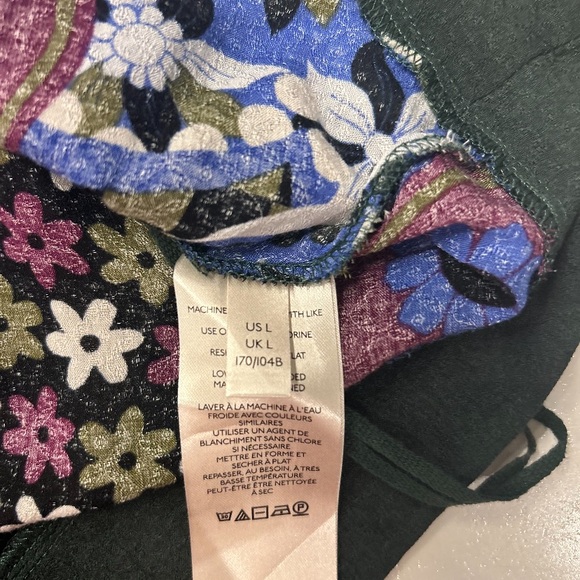 MACHINE
TH LIKE
US L
USE O
ORINE
UK L
RES
LAT
170/104B
LO
DED
MA
NED
LAVER À LA MACHINE À L'EAU
FROIDE AVEC COULEURS
SIMILAIRES
UTILISER UN AGENT DE
BLANCHIMENT SANS CHLORE
SI NÉCESSAIRE
METTRE EN FORME ET
SÉCHER À PLAT
REPASSER, AU BESOIN, À TRÈS
BASSE TEMPÉRATURE
PEUT-ÊTRE NETTOYÉE
À SEC